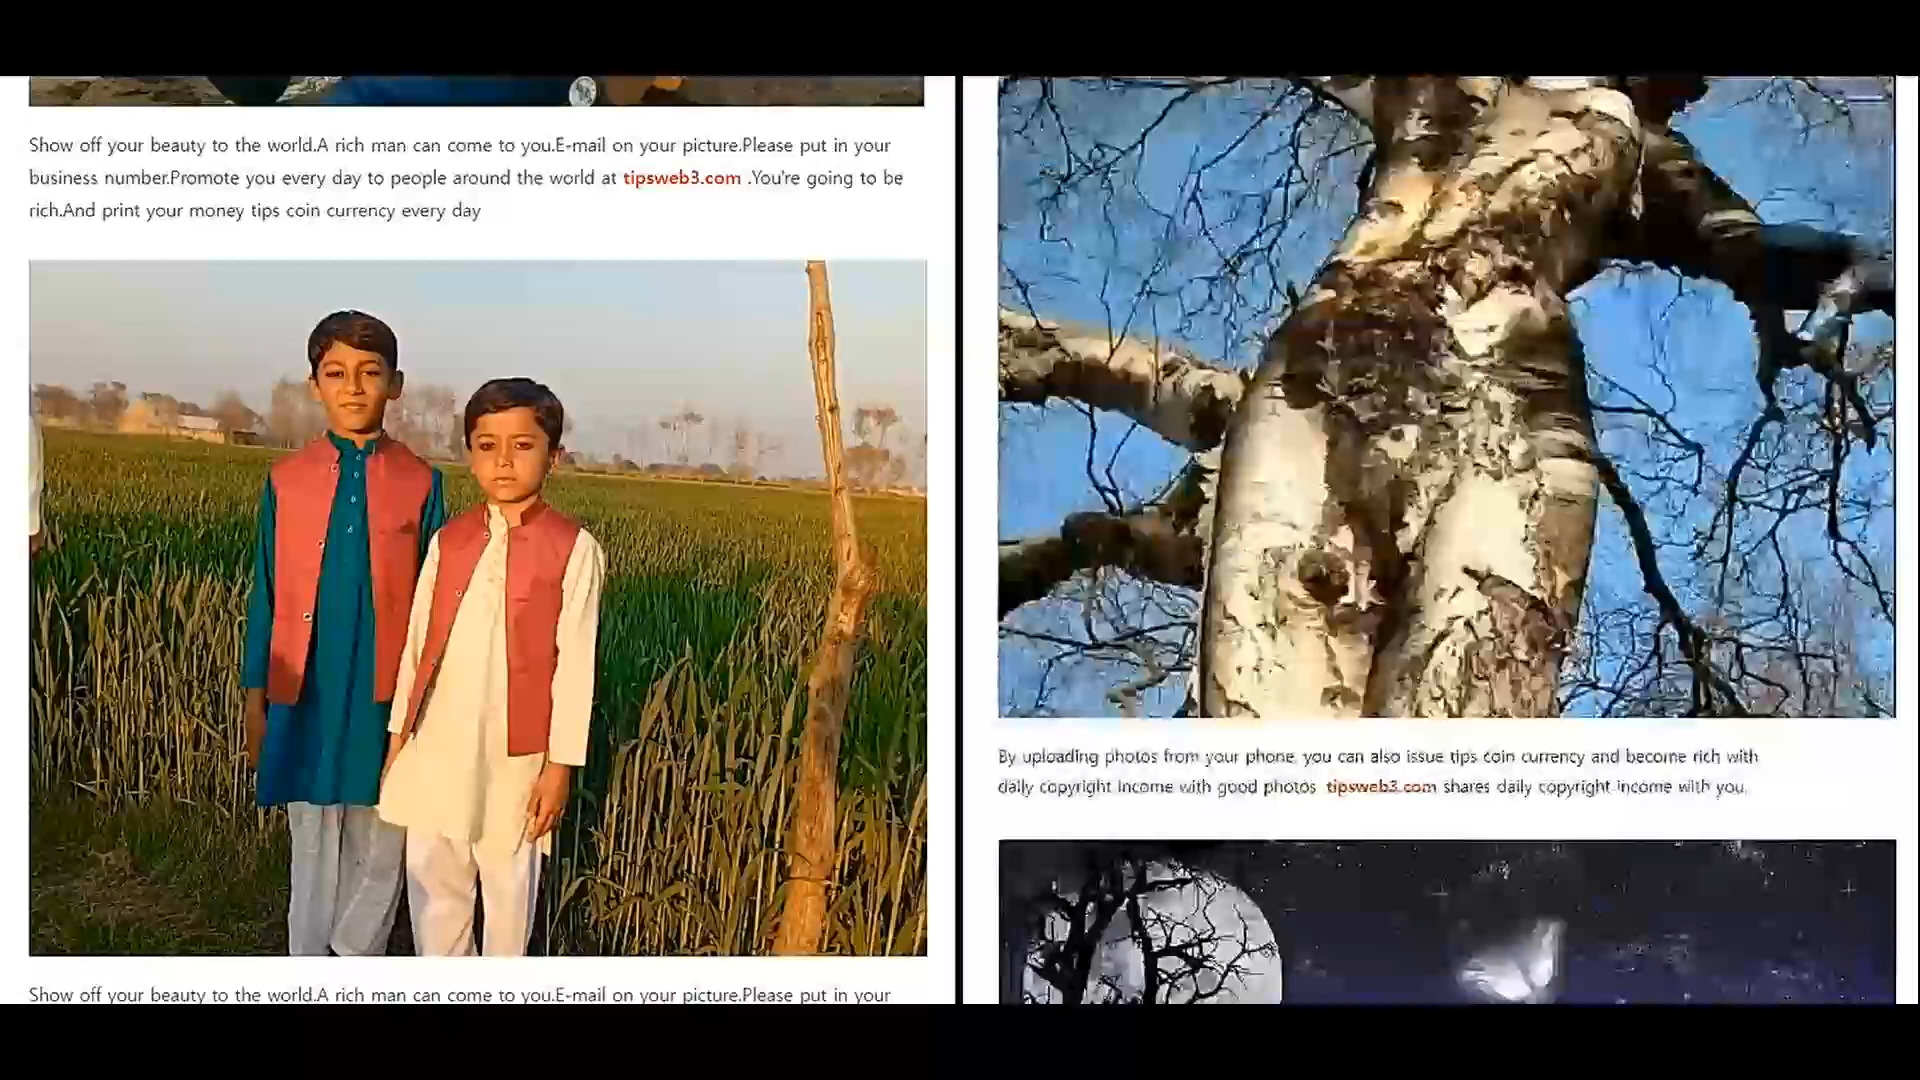 Show off your beauty to the world.A rich man can come to you.E-mail on your picture.Please put in your
business number.Promote you every day to people around the world at tipsweb3.com .You're going to be
rich.And print your money tips coin currency every day
Show off your beauty to the world.A rich man can come to you.E-mail on your picture.Please put in your
By uploading photos from your phone, you can also issue tips coin currency and become rich with
daily copyright income with good photos tipsweb3.com shares daily copyright income with you.